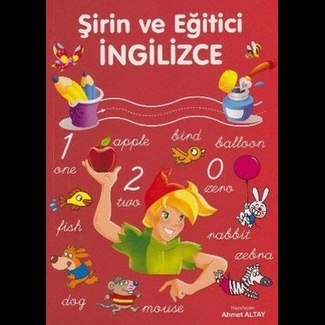 Şirin ve Eğitici
İNGİLİZCE
1 apple bird balloon
one 2 0
two zero
fish rabbit
zebra
dog mouse
Hazırlayan
Ahmet ALTAY